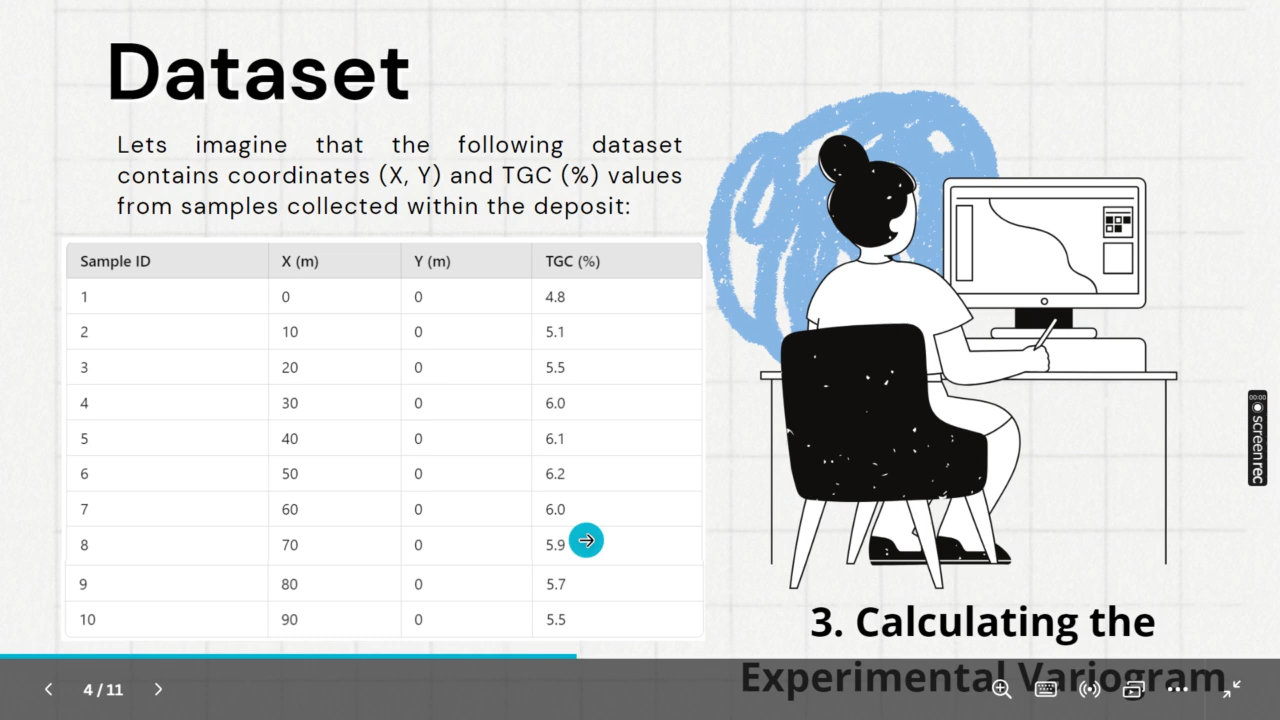 Dataset
Lets imagine that the following dataset
contains coordinates (X, Y) and TGC (%) values
from samples collected within the deposit:
Sample ID X (m) Y (m) TGC (%)
1 0 0 4.8
2 10 0 5.1
3 20 0 5.5
4 30 0 6.0
5 40 0 6.1
6 50 0 6.2
7 60 0 6.0
8 70 0 5.9
9 80 0 5.7
10 90 0 5.5
3. Calculating the
Experimental Variogram
4 / 11
00:00
screenrec